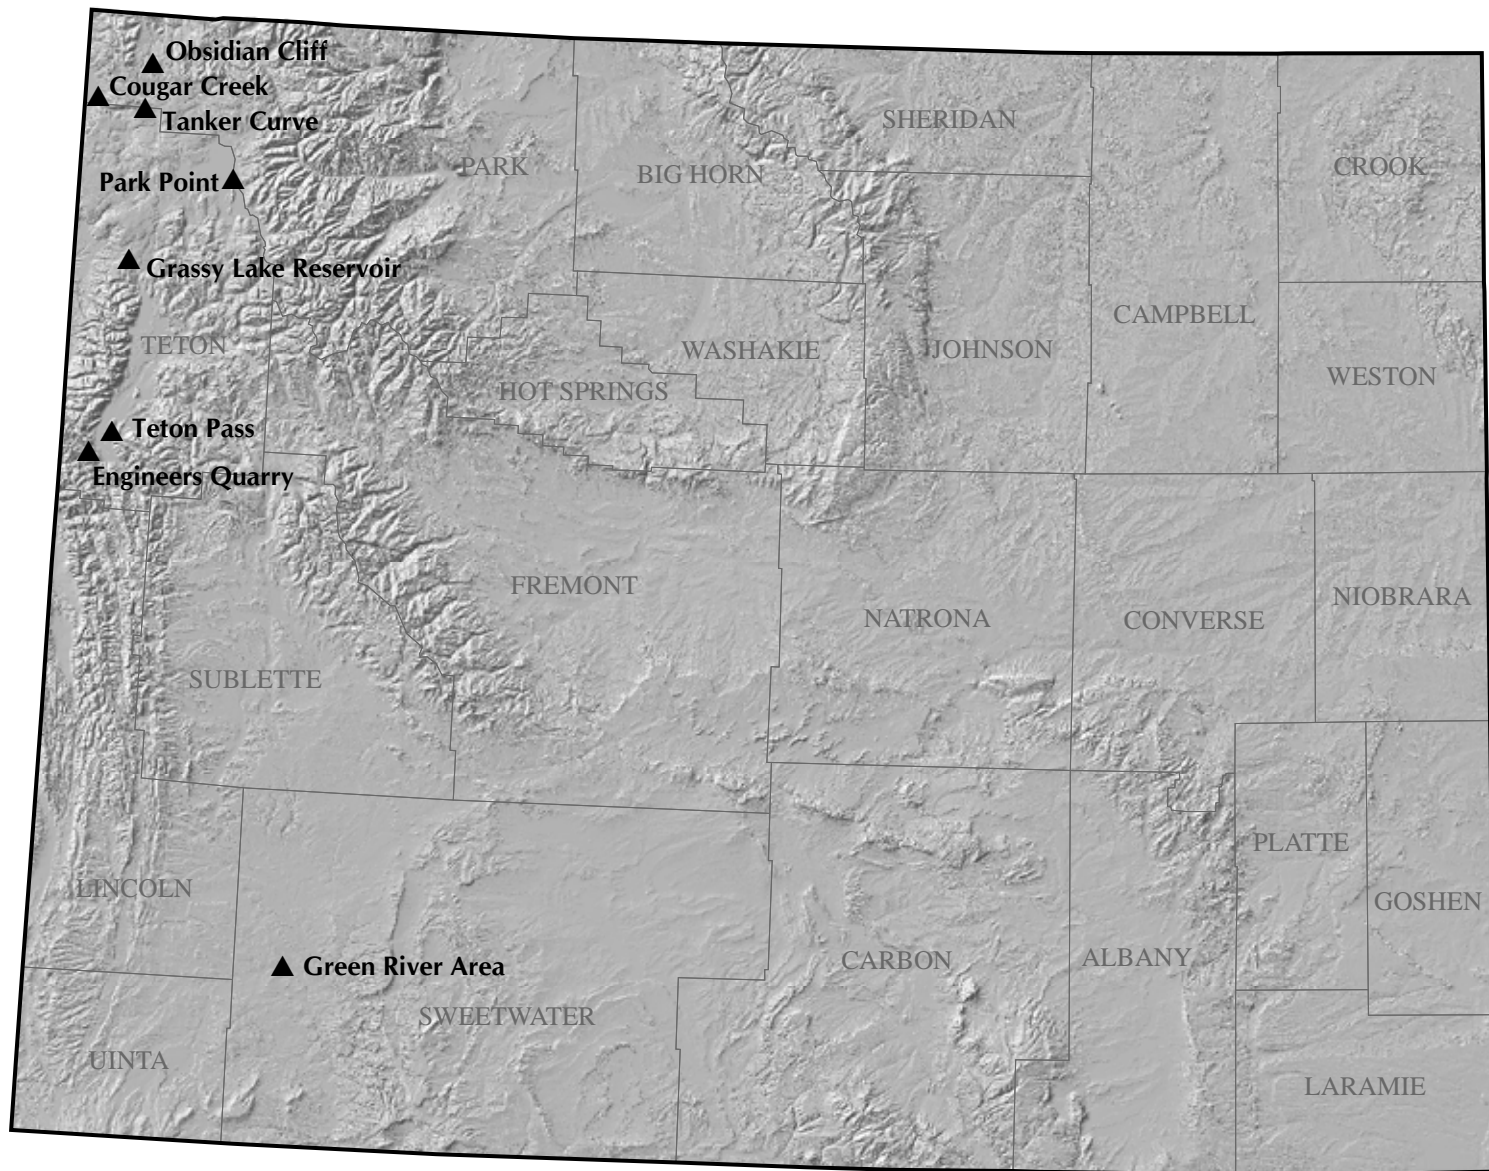 Obsidian Cliff
Cougar Creek
Tanker Curve
SHERIDAN
PARK
BIG HORN
CROOK
Park Point
Grassy Lake Reservoir
CAMPBELL
TETON
WASHAKIE
JOHNSON
WESTON
HOT SPRINGS
Teton Pass
Engineers Quarry
FREMONT
NIOBRARA
NATRONA
CONVERSE
SUBLETTE
PLATTE
LINCOLN
GOSHEN
ALBANY
CARBON
Green River Area
SWEETWATER
UINTA
LARAMIE